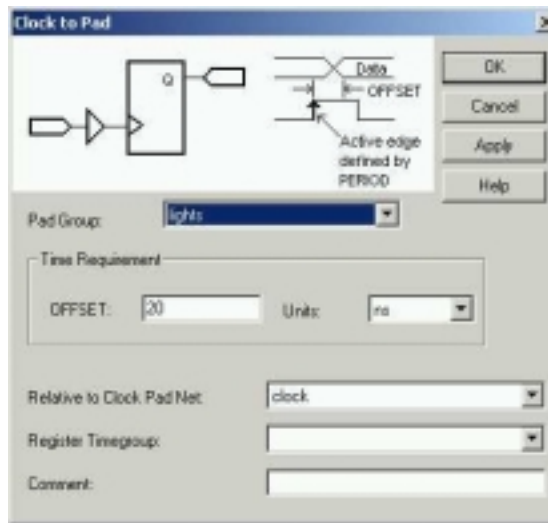 Clock to Pad
Q
Data
OFFSET
Active edge
defined by
PERIOD
OK
Cancel
Apply
Help
Pad Group: lights
Time Requirement
OFFSET: 20 Units: ns
Relative to Clock Pad Net: clock
Register Timegroup:
Comment: